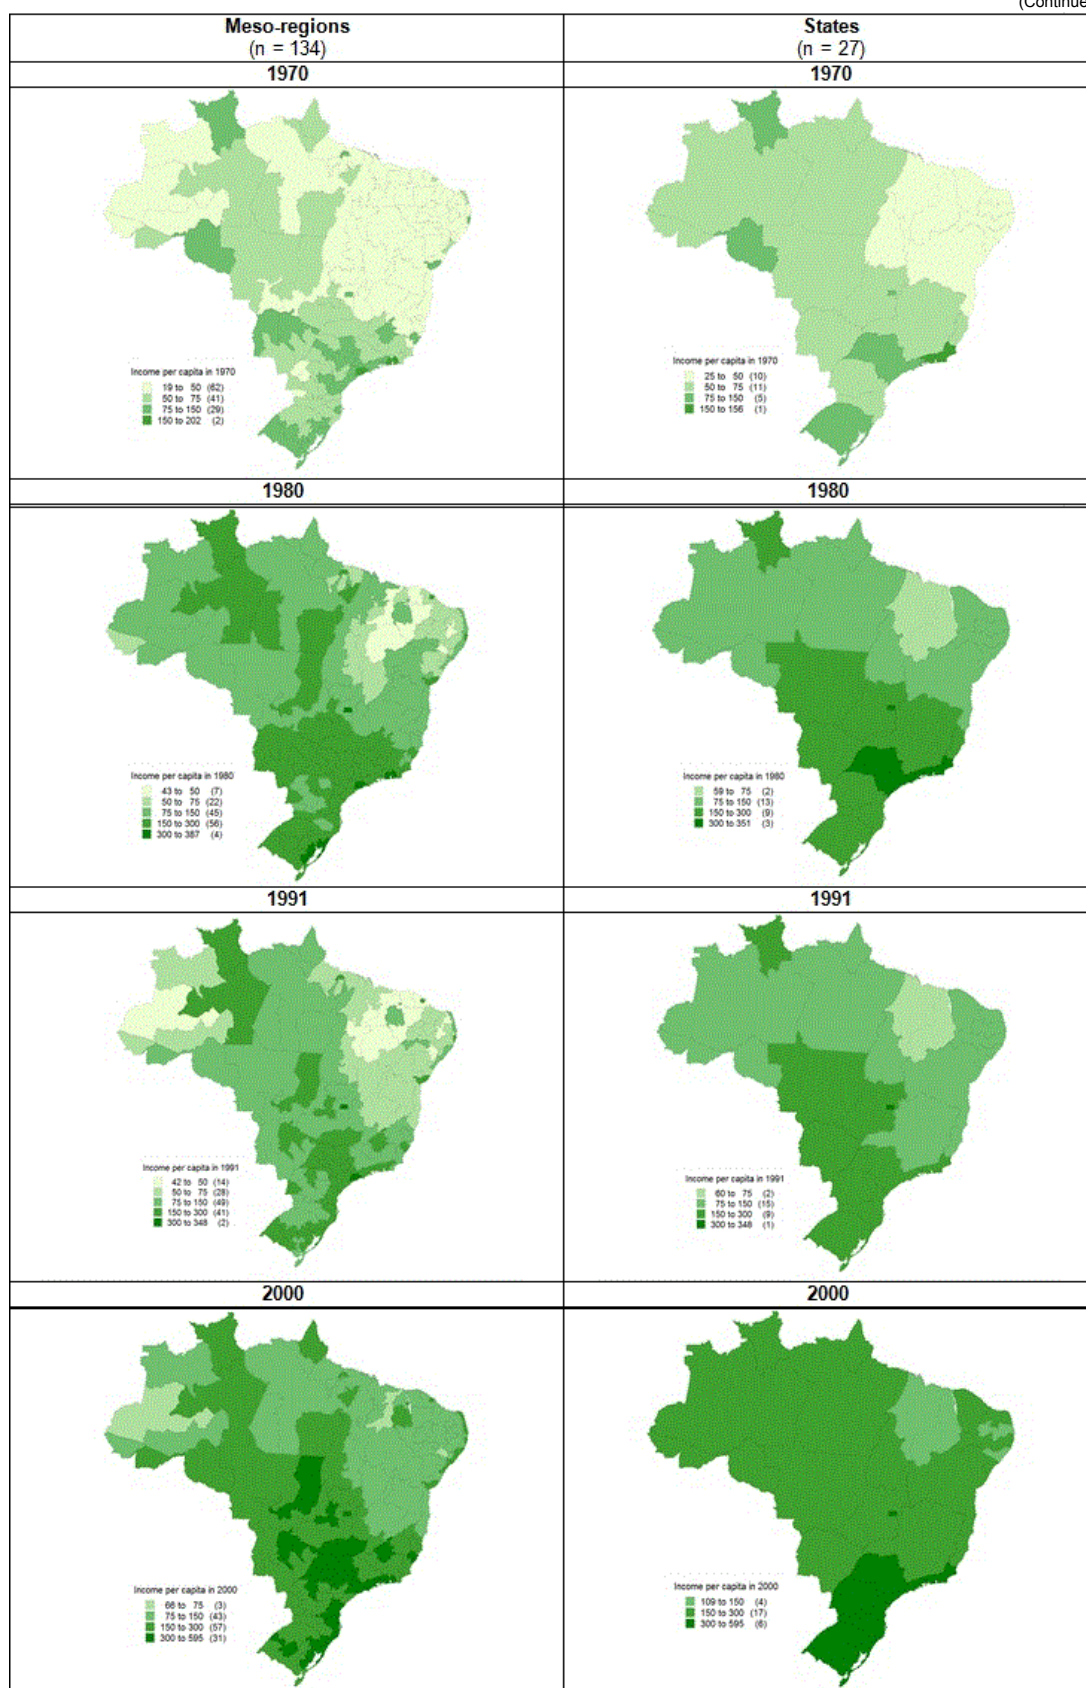 (Continue
Meso-regions
(n = 134)
States
(n = 27)
1970
1970
Income per capita in 1970
19 to 50 (62)
50 to 75 (41)
75 to 150 (29)
150 to 202 (2)
Income per capita in 1970
25 to 50 (10)
50 to 75 (11)
75 to 150 (5)
150 to 156 (1)
1980
1980
Income per capita in 1980
43 to 50 (7)
50 to 75 (22)
75 to 150 (45)
150 to 300 (56)
300 to 387 (4)
Income per capita in 1980
59 to 75 (2)
75 to 150 (13)
150 to 300 (9)
300 to 351 (3)
1991
1991
Income per capita in 1991
42 to 50 (14)
50 to 75 (28)
75 to 150 (49)
150 to 300 (41)
300 to 348 (2)
Income per capita in 1991
60 to 75 (2)
75 to 150 (15)
150 to 300 (9)
300 to 348 (1)
2000
2000
Income per capita in 2000
66 to 75 (3)
75 to 150 (43)
150 to 300 (57)
300 to 595 (31)
Income per capita in 2000
109 to 150 (4)
150 to 300 (17)
300 to 595 (6)